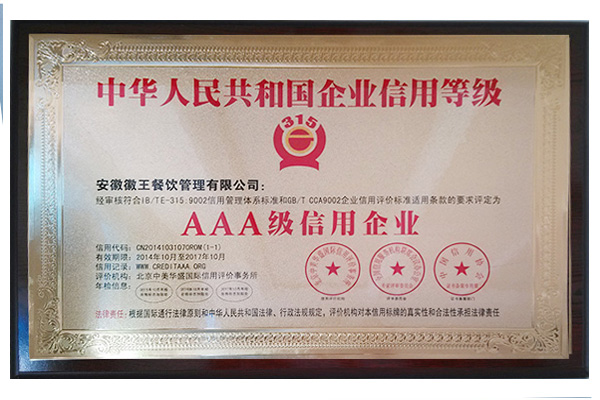 中华人民共和国企业信用等级
315
安徽徽王餐饮管理有限公司：
经审核符合IB/TE-315:9002信用管理体系标准和GB/T CCA9002企业信用评价标准适用条款的要求评定为
AAA级信用企业
信用代码：CN20141031070ROM(1-1)
有效期限：2014年10月至2017年10月
信用记录：WWW.CREDITAAA.ORG
评价机构：北京中美华盛国际信用评价事务所
年检信息：
法律责任：根据国际通行法律原则和中华人民共和国法律、行政法规规定，评价机构对本信用标牌的真实性和合法性承担法律责任